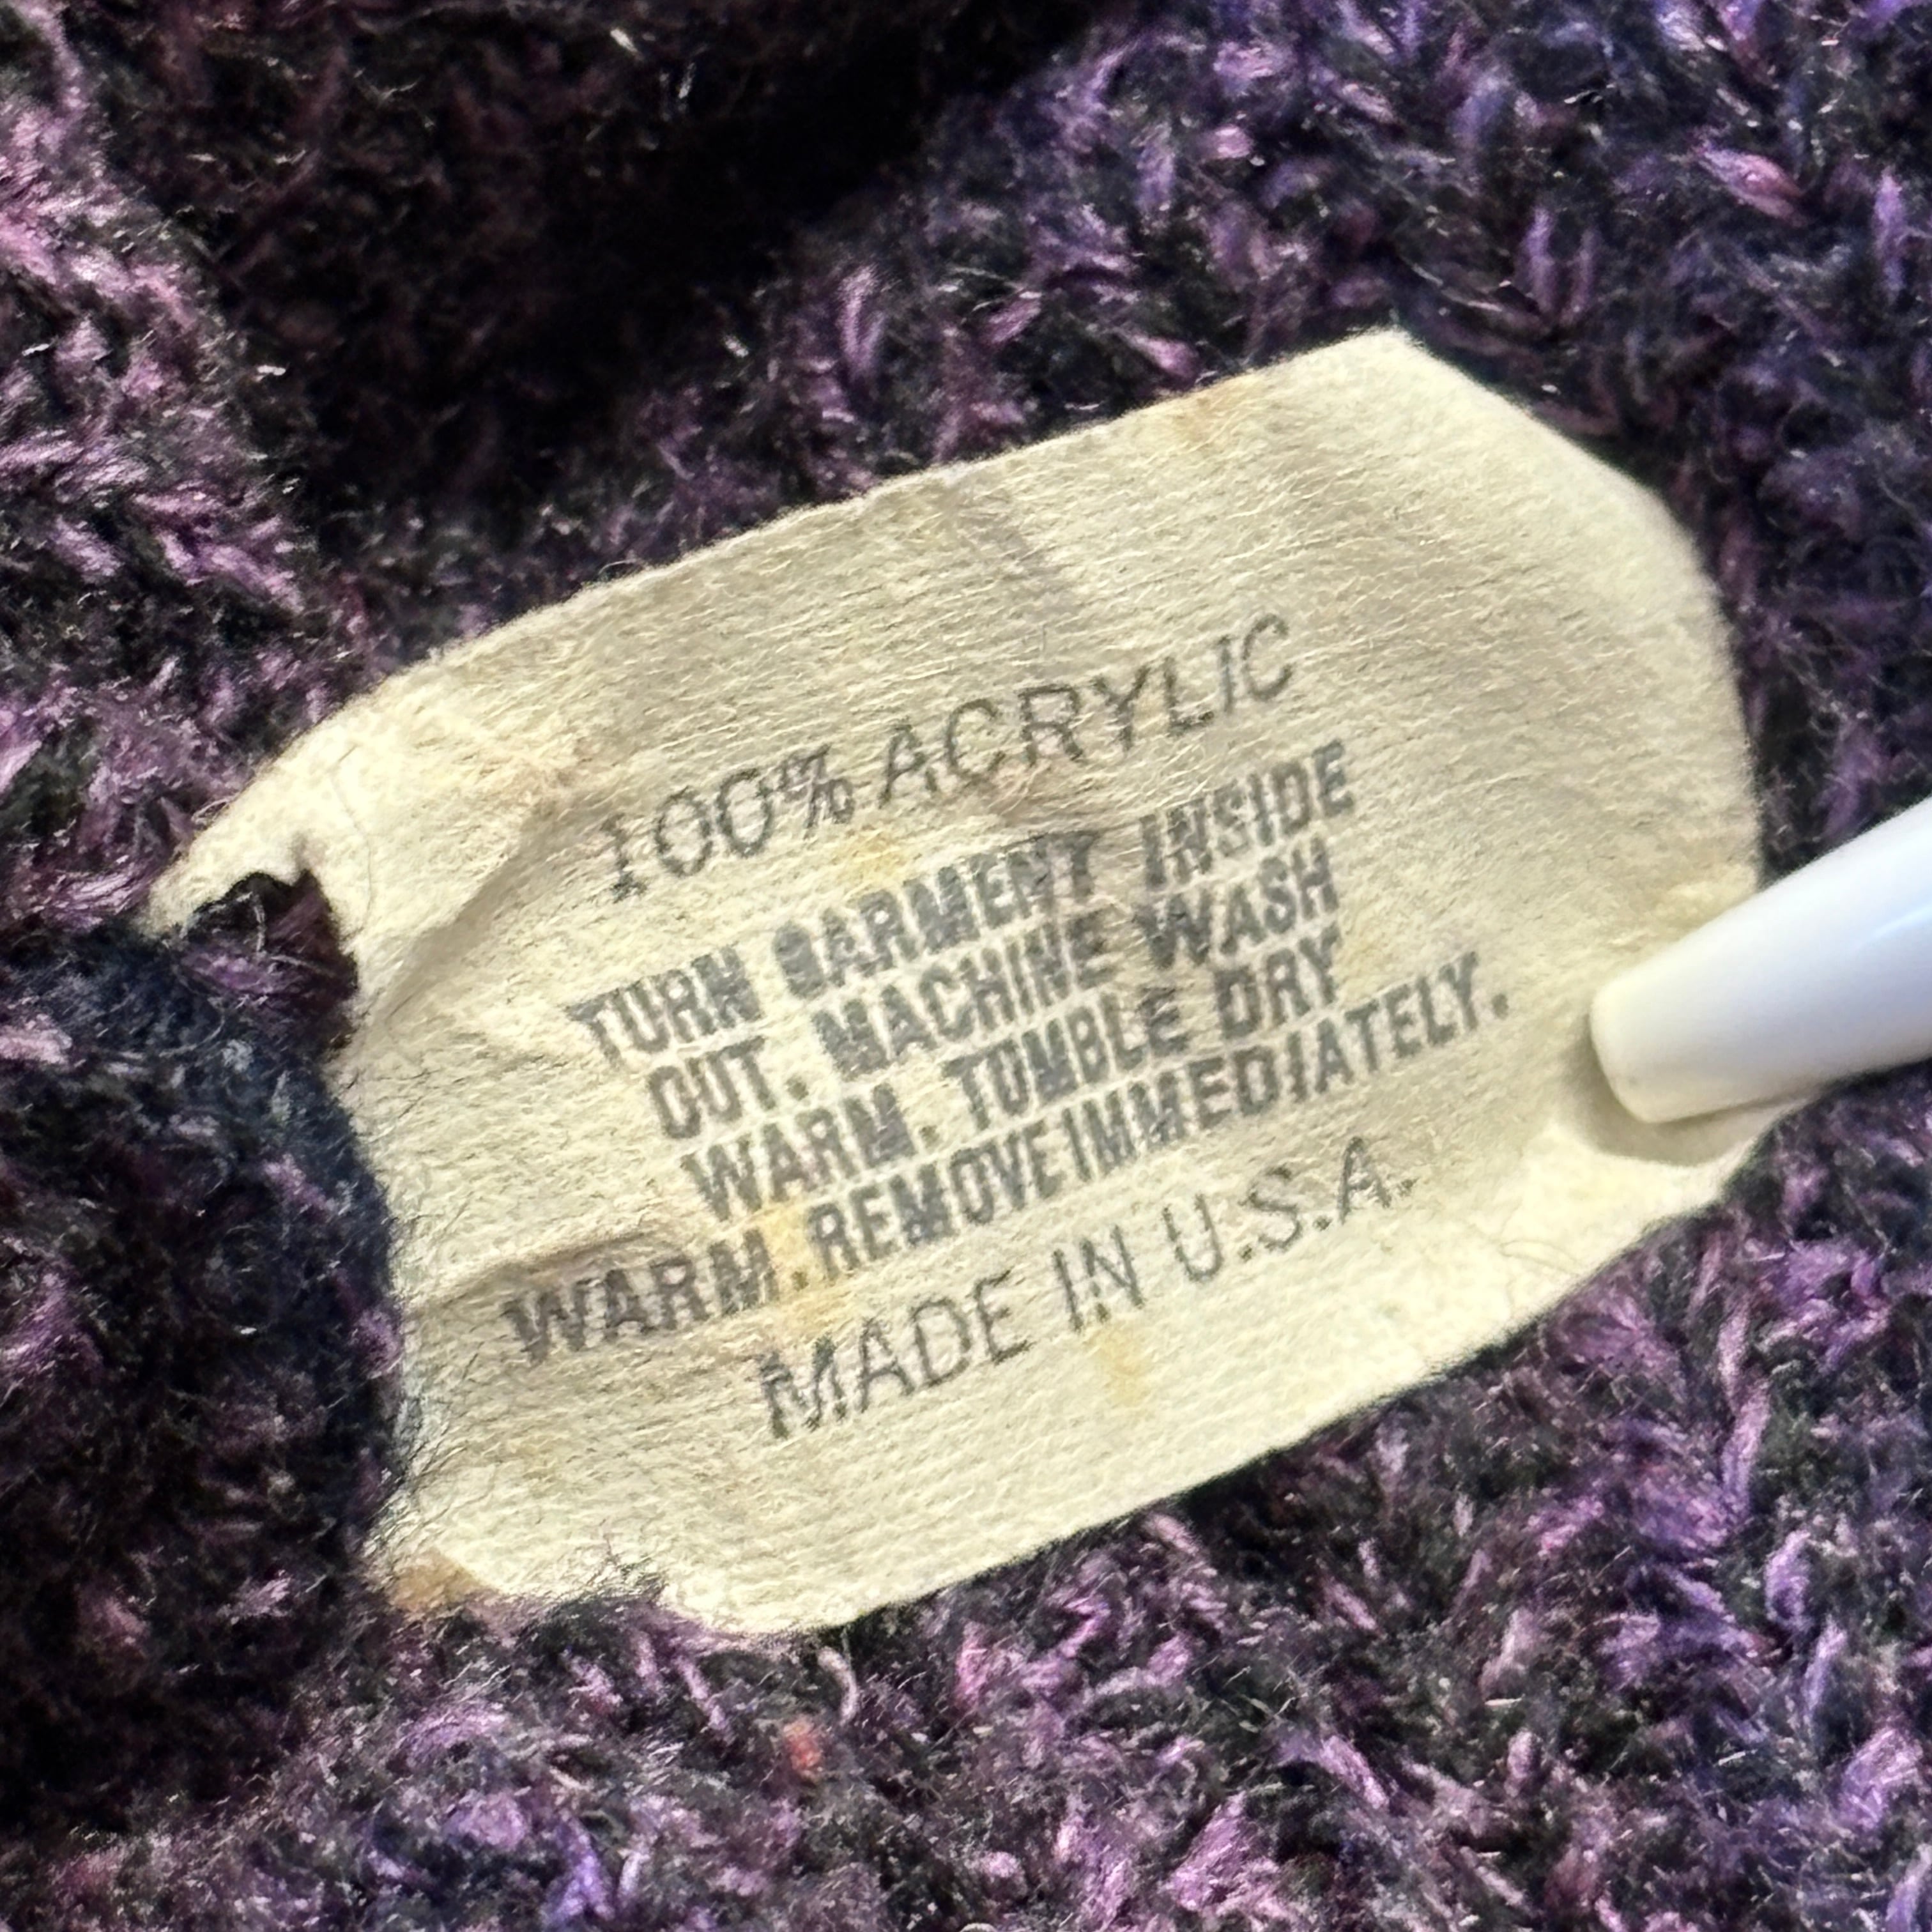 100% ACRYLIC
TURN GARMENT INSIDE
OUT. MACHINE WASH
WARM. TUMBLE DRY
WARM. REMOVE IMMEDIATELY.
MADE IN U.S.A.